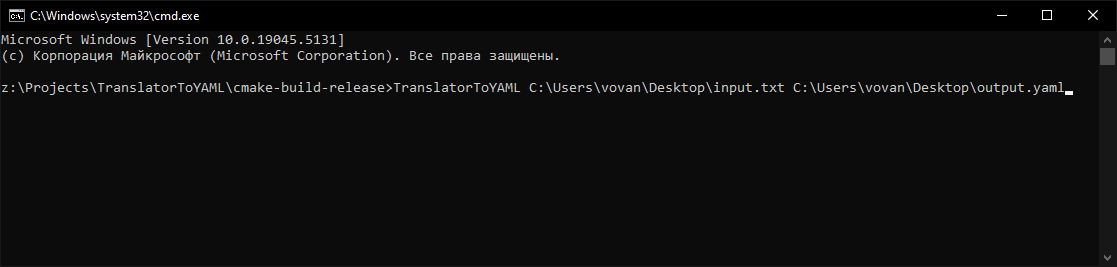 C:\Windows\system32\cmd.exe
Microsoft Windows [Version 10.0.19045.5131]
(c) Корпорация Майкрософт (Microsoft Corporation). Все права защищены.
z:\Projects\TranslatorToYAML\cmake-build-release>TranslatorToYAML C:\Users\vovan\Desktop\input.txt C:\Users\vovan\Desktop\output.yaml